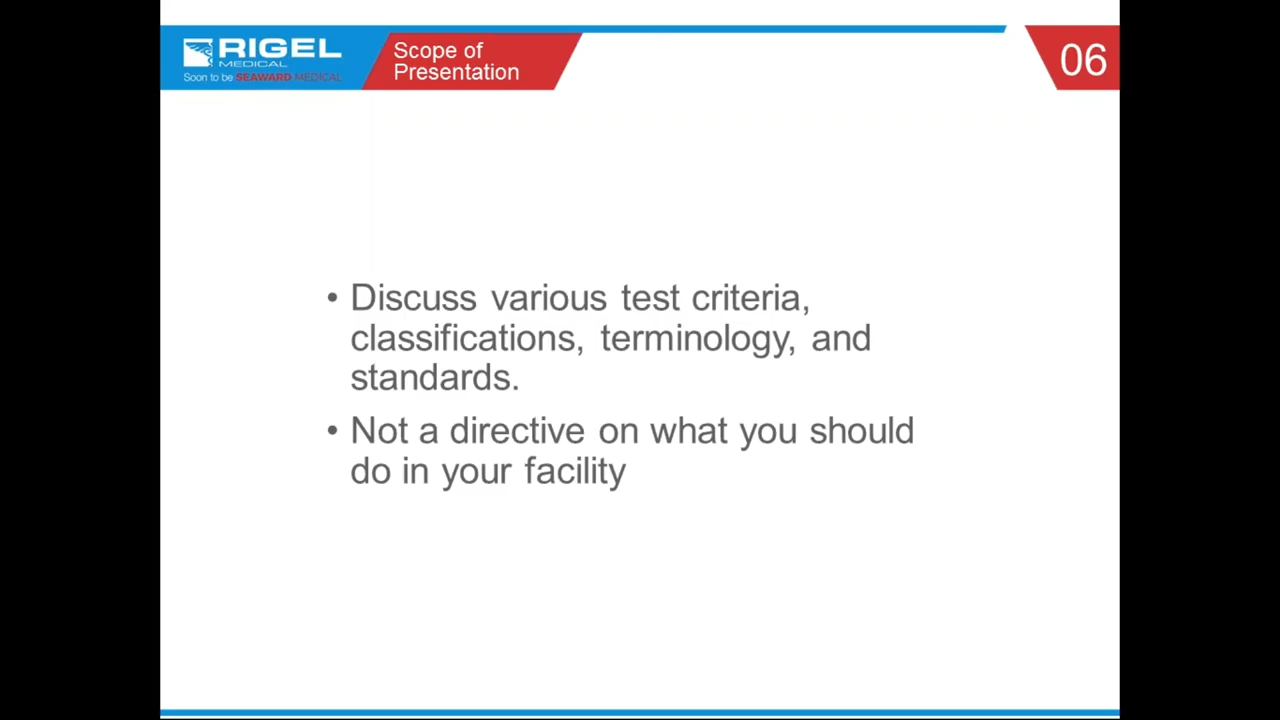 RIGEL
MEDICAL
Soon to be SEAWARD MEDICAL
Scope of
Presentation
06
• Discuss various test criteria,
classifications, terminology, and
standards.
• Not a directive on what you should
do in your facility